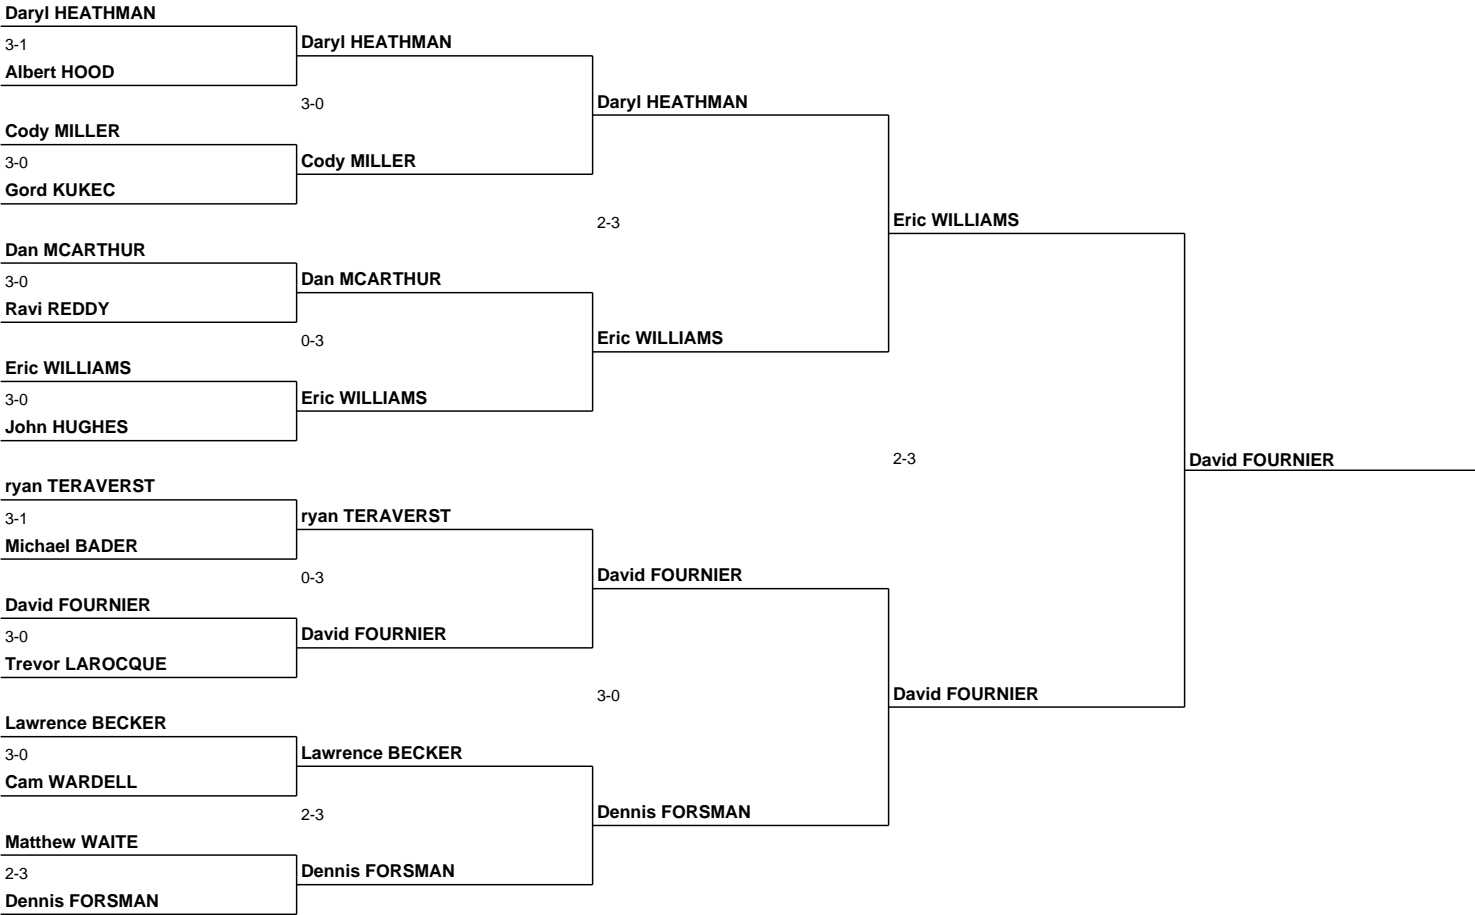 Daryl HEATHMAN
3-1
Albert HOOD
Cody MILLER
3-0
Gord KUKEC
Dan MCARTHUR
3-0
Ravi REDDY
Eric WILLIAMS
3-0
John HUGHES
ryan TERAVERST
3-1
Michael BADER
David FOURNIER
3-0
Trevor LAROCQUE
Lawrence BECKER
3-0
Cam WARDELL
Matthew WAITE
2-3
Dennis FORSMAN
Daryl HEATHMAN
3-0
Cody MILLER
Dan MCARTHUR
0-3
Eric WILLIAMS
ryan TERAVERST
0-3
David FOURNIER
Lawrence BECKER
2-3
Dennis FORSMAN
Daryl HEATHMAN
2-3
Eric WILLIAMS
David FOURNIER
3-0
Dennis FORSMAN
Eric WILLIAMS
2-3
David FOURNIER
David FOURNIER